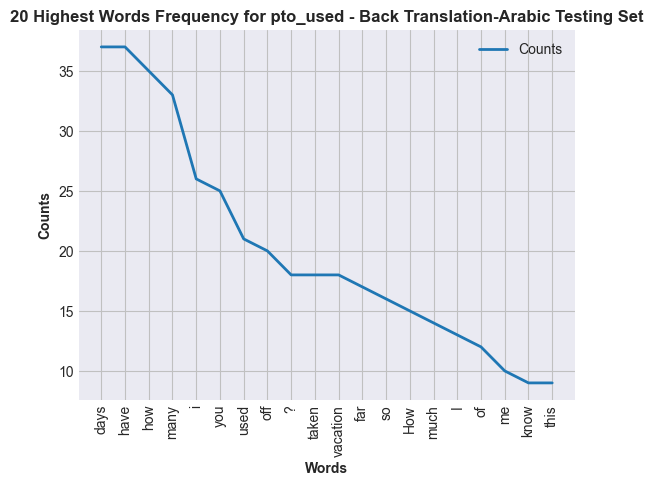 20 Highest Words Frequency for pto_used - Back Translation-Arabic Testing Set
Counts
35
30
25
20
15
10
Counts
days
have
how
many
i
you
used
off
?
taken
vacation
far
so
How
much
I
of
me
know
this
Words